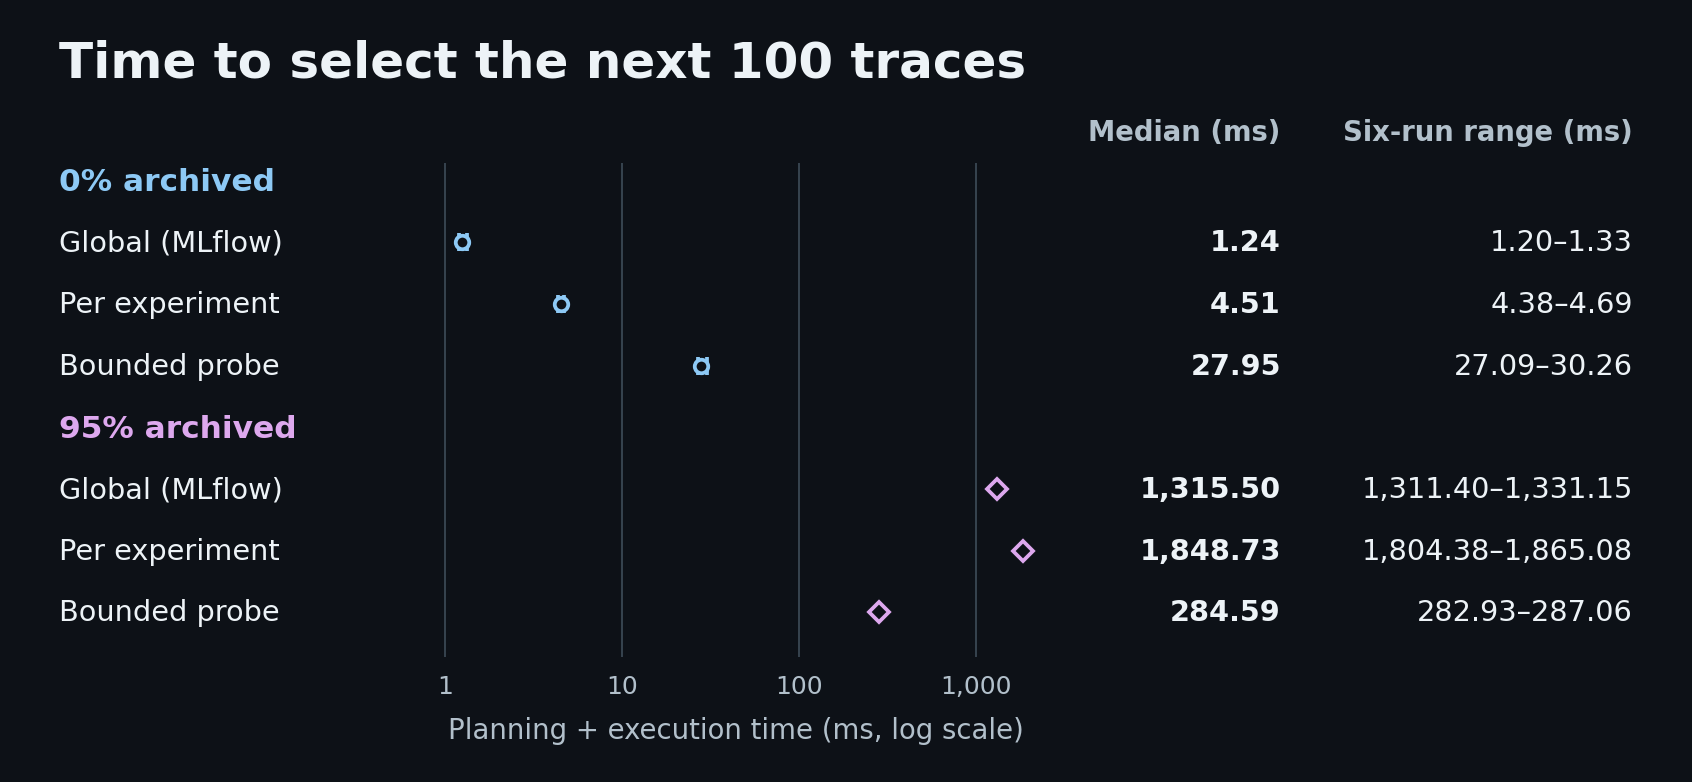 Time to select the next 100 traces
Median (ms) Six-run range (ms)
0% archived
Global (MLflow) 1.24 1.20–1.33
Per experiment 4.51 4.38–4.69
Bounded probe 27.95 27.09–30.26
95% archived
Global (MLflow) 1,315.50 1,311.40–1,331.15
Per experiment 1,848.73 1,804.38–1,865.08
Bounded probe 284.59 282.93–287.06
1 10 100 1,000
Planning + execution time (ms, log scale)